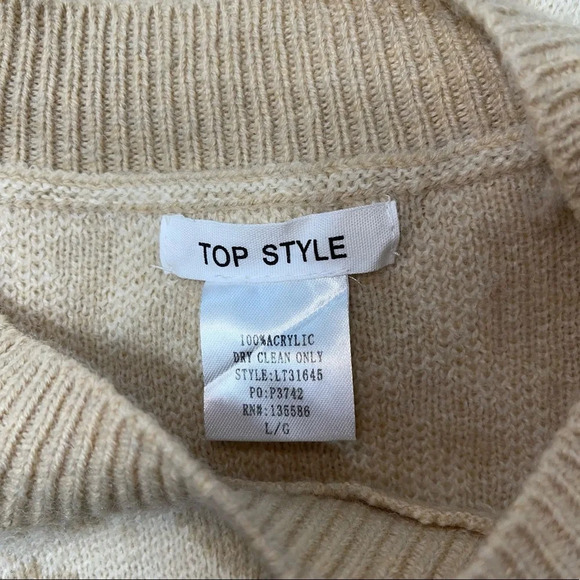 TOP STYLE
100%ACRYLIC
DRY CLEAN ONLY
STYLE:LT31645
PO:P3742
RN#:135586
L/G